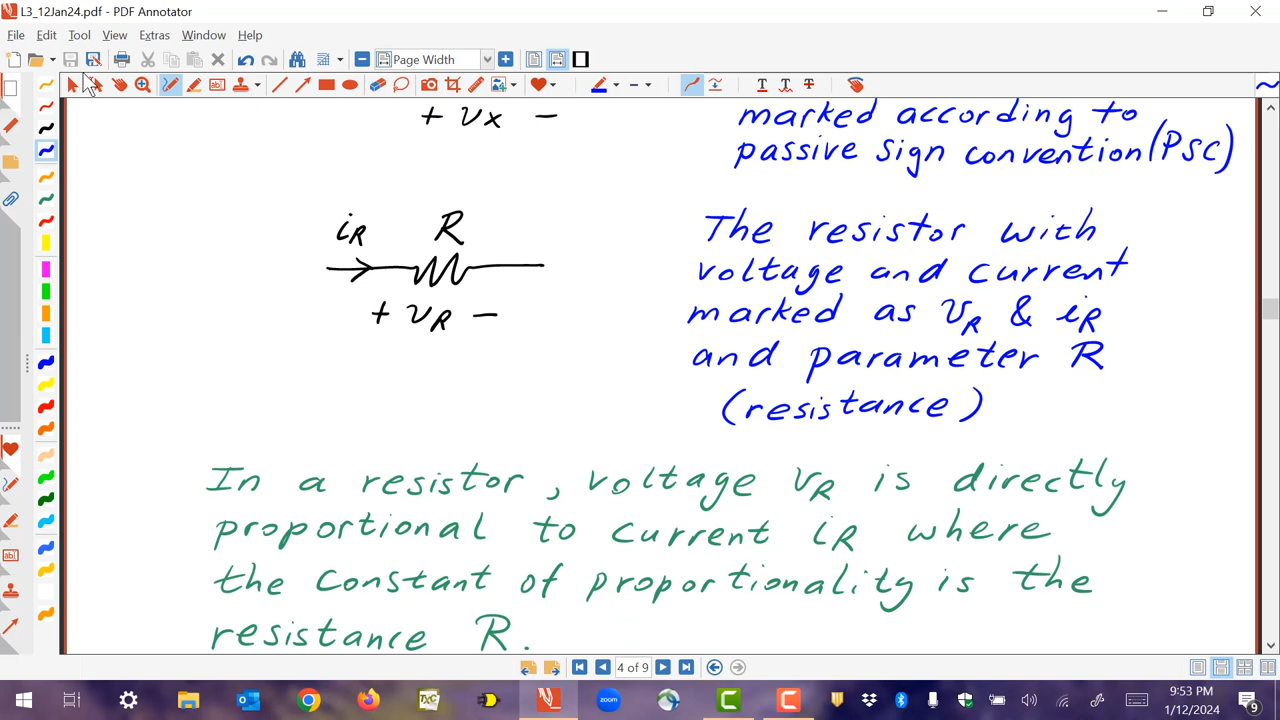 L3_12Jan24.pdf - PDF Annotator
File Edit Tool View Extras Window Help
Page Width
+ vx -
marked according to
passive sign convention (PSC)
iR R
+ vR -
The resistor with
voltage and current
marked as vR & iR
and parameter R
(resistance)
In a resistor, voltage vR is directly
proportional to current iR where
the constant of proportionality is the
resistance R.
4 of 9
zoom
9:53 PM
1/12/2024
9